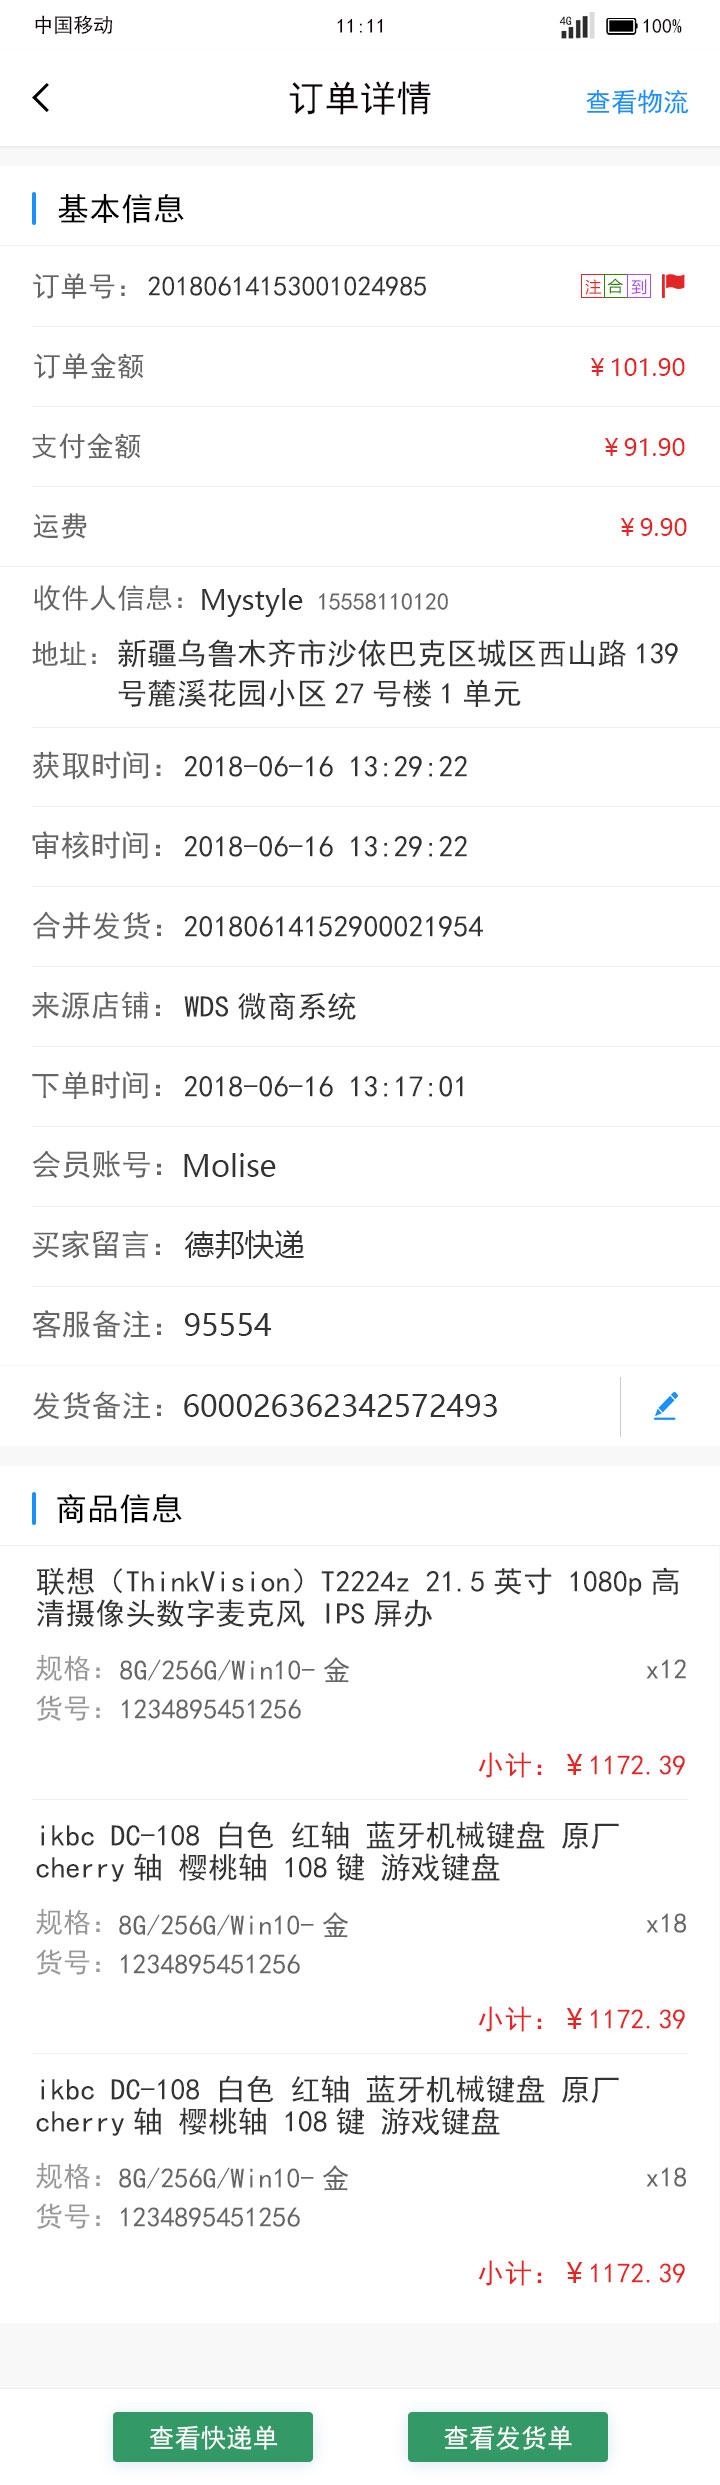 中国移动 11:11 4G 100%
订单详情 查看物流
基本信息
订单号：20180614153001024985 注 合 到
订单金额 ¥101.90
支付金额 ¥91.90
运费 ¥9.90
收件人信息：Mystyle 15558110120
地址：新疆乌鲁木齐市沙依巴克区城区西山路 139
号麓溪花园小区 27 号楼 1 单元
获取时间：2018-06-16 13:29:22
审核时间：2018-06-16 13:29:22
合并发货：20180614152900021954
来源店铺：WDS 微商系统
下单时间：2018-06-16 13:17:01
会员账号：Molise
买家留言：德邦快递
客服备注：95554
发货备注：600026362342572493
商品信息
联想（ThinkVision）T2224z 21.5 英寸 1080p 高
清摄像头数字麦克风 IPS 屏办
规格：8G/256G/Win10- 金 x12
货号：1234895451256
小计：¥1172.39
ikbc DC-108 白色 红轴 蓝牙机械键盘 原厂
cherry 轴 樱桃轴 108 键 游戏键盘
规格：8G/256G/Win10- 金 x18
货号：1234895451256
小计：¥1172.39
ikbc DC-108 白色 红轴 蓝牙机械键盘 原厂
cherry 轴 樱桃轴 108 键 游戏键盘
规格：8G/256G/Win10- 金 x18
货号：1234895451256
小计：¥1172.39
查看快递单 查看发货单